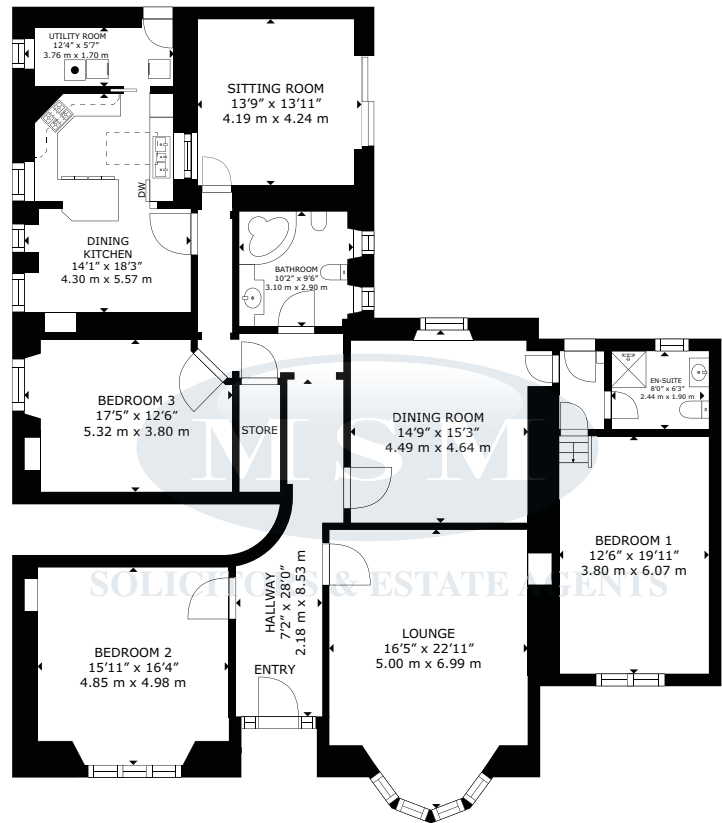 UTILITY ROOM
12'4" x 5'7"
3.76 m x 1.70 m
SITTING ROOM
13'9" x 13'11"
4.19 m x 4.24 m
DW
DINING
KITCHEN
14'1" x 18'3"
4.30 m x 5.57 m
BATHROOM
10'2" x 9'6"
3.10 m x 2.90 m
BEDROOM 3
17'5" x 12'6"
5.32 m x 3.80 m
STORE
DINING ROOM
14'9" x 15'3"
4.49 m x 4.64 m
EN-SUITE
8'0" x 6'3"
2.44 m x 1.90 m
MSM
SOLICITORS & ESTATE AGENTS
BEDROOM 1
12'6" x 19'11"
3.80 m x 6.07 m
HALLWAY
7'2" x 28'0"
2.18 m x 8.53 m
ENTRY
LOUNGE
16'5" x 22'11"
5.00 m x 6.99 m
BEDROOM 2
15'11" x 16'4"
4.85 m x 4.98 m